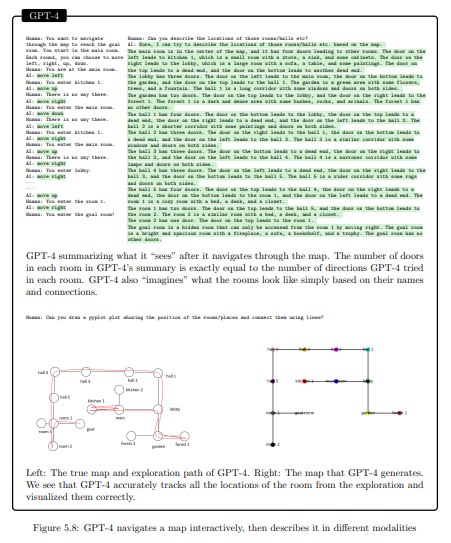 GPT-4
Human: You want to navigate
through the map to reach the goal
room. You start in the main room.
Each round, you can choose to move
left, right, up, down.
Human: You are at the main room.
AI: move left
Human: You enter kitchen 1.
AI: move up
Human: There is no way there.
AI: move right
Human: You enter the main room.
AI: move down
Human: There is no way there.
AI: move left
Human: You enter kitchen 1.
AI: move right
Human: You enter the main room.
AI: move up
Human: There is no way there.
AI: move right
Human: You enter lobby.
AI: move right
...
...
AI: move up
Human: You enter the room 1.
AI: move right
Human: You enter the goal room!
Human: Can you describe the locations of those rooms/halls etc?
AI: Sure, I can try to describe the locations of those rooms/halls etc. based on the map.
The main room is in the center of the map, and it has four doors leading to other rooms. The door on the
left leads to kitchen 1, which is a small room with a stove, a sink, and some cabinets. The door on the
right leads to the lobby, which is a large room with a sofa, a table, and some paintings. The door on
the top leads to a dead end, and the door on the bottom leads to another dead end.
The lobby has three doors. The door on the left leads to the main room, the door on the bottom leads to
the garden, and the door on the top leads to the hall 1. The garden is a green area with some flowers,
trees, and a fountain. The hall 1 is a long corridor with some windows and doors on both sides.
The garden has two doors. The door on the top leads to the lobby, and the door on the right leads to the
forest 1. The forest 1 is a dark and dense area with some bushes, rocks, and animals. The forest 1 has
no other doors.
The hall 1 has four doors. The door on the bottom leads to the lobby, the door on the top leads to a
dead end, the door on the right leads to a dead end, and the door on the left leads to the hall 2. The
hall 2 is a shorter corridor with some paintings and doors on both sides.
The hall 2 has three doors. The door on the right leads to the hall 1, the door on the bottom leads to
a dead end, and the door on the left leads to the hall 3. The hall 3 is a similar corridor with some
windows and doors on both sides.
The hall 3 has three doors. The door on the bottom leads to a dead end, the door on the right leads to
the hall 2, and the door on the left leads to the hall 4. The hall 4 is a narrower corridor with some
lamps and doors on both sides.
The hall 4 has three doors. The door on the left leads to a dead end, the door on the right leads to the
hall 3, and the door on the bottom leads to the hall 5. The hall 5 is a wider corridor with some rugs
and doors on both sides.
The hall 5 has four doors. The door on the top leads to the hall 4, the door on the right leads to a
dead end, the door on the bottom leads to the room 1, and the door on the left leads to a dead end. The
room 1 is a cozy room with a bed, a desk, and a closet.
The room 1 has two doors. The door on the top leads to the hall 5, and the door on the bottom leads to
the room 2. The room 2 is a similar room with a bed, a desk, and a closet.
The room 2 has one door. The door on the top leads to the room 1.
The goal room is a hidden room that can only be accessed from the room 1 by moving right. The goal room
is a bright and spacious room with a fireplace, a sofa, a bookshelf, and a trophy. The goal room has no
other doors.
GPT-4 summarizing what it “sees” after it navigates through the map. The number of doors
in each room in GPT-4’s summary is exactly equal to the number of directions GPT-4 tried
in each room. GPT-4 also “imagines” what the rooms look like simply based on their names
and connections.
Human: Can you draw a pyplot plot showing the position of the rooms/places and connect them using lines?
hall 4
hall 3
hall 2
hall 1
kitchen 2
hall 5
kitchen 1
main
lobby
room 1
goal
room 3
room 2
forest 2
garden
forest 1
Left: The true map and exploration path of GPT-4. Right: The map that GPT-4 generates.
We see that GPT-4 accurately tracks all the locations of the room from the exploration and
visualized them correctly.
Figure 5.8: GPT-4 navigates a map interactively, then describes it in different modalities